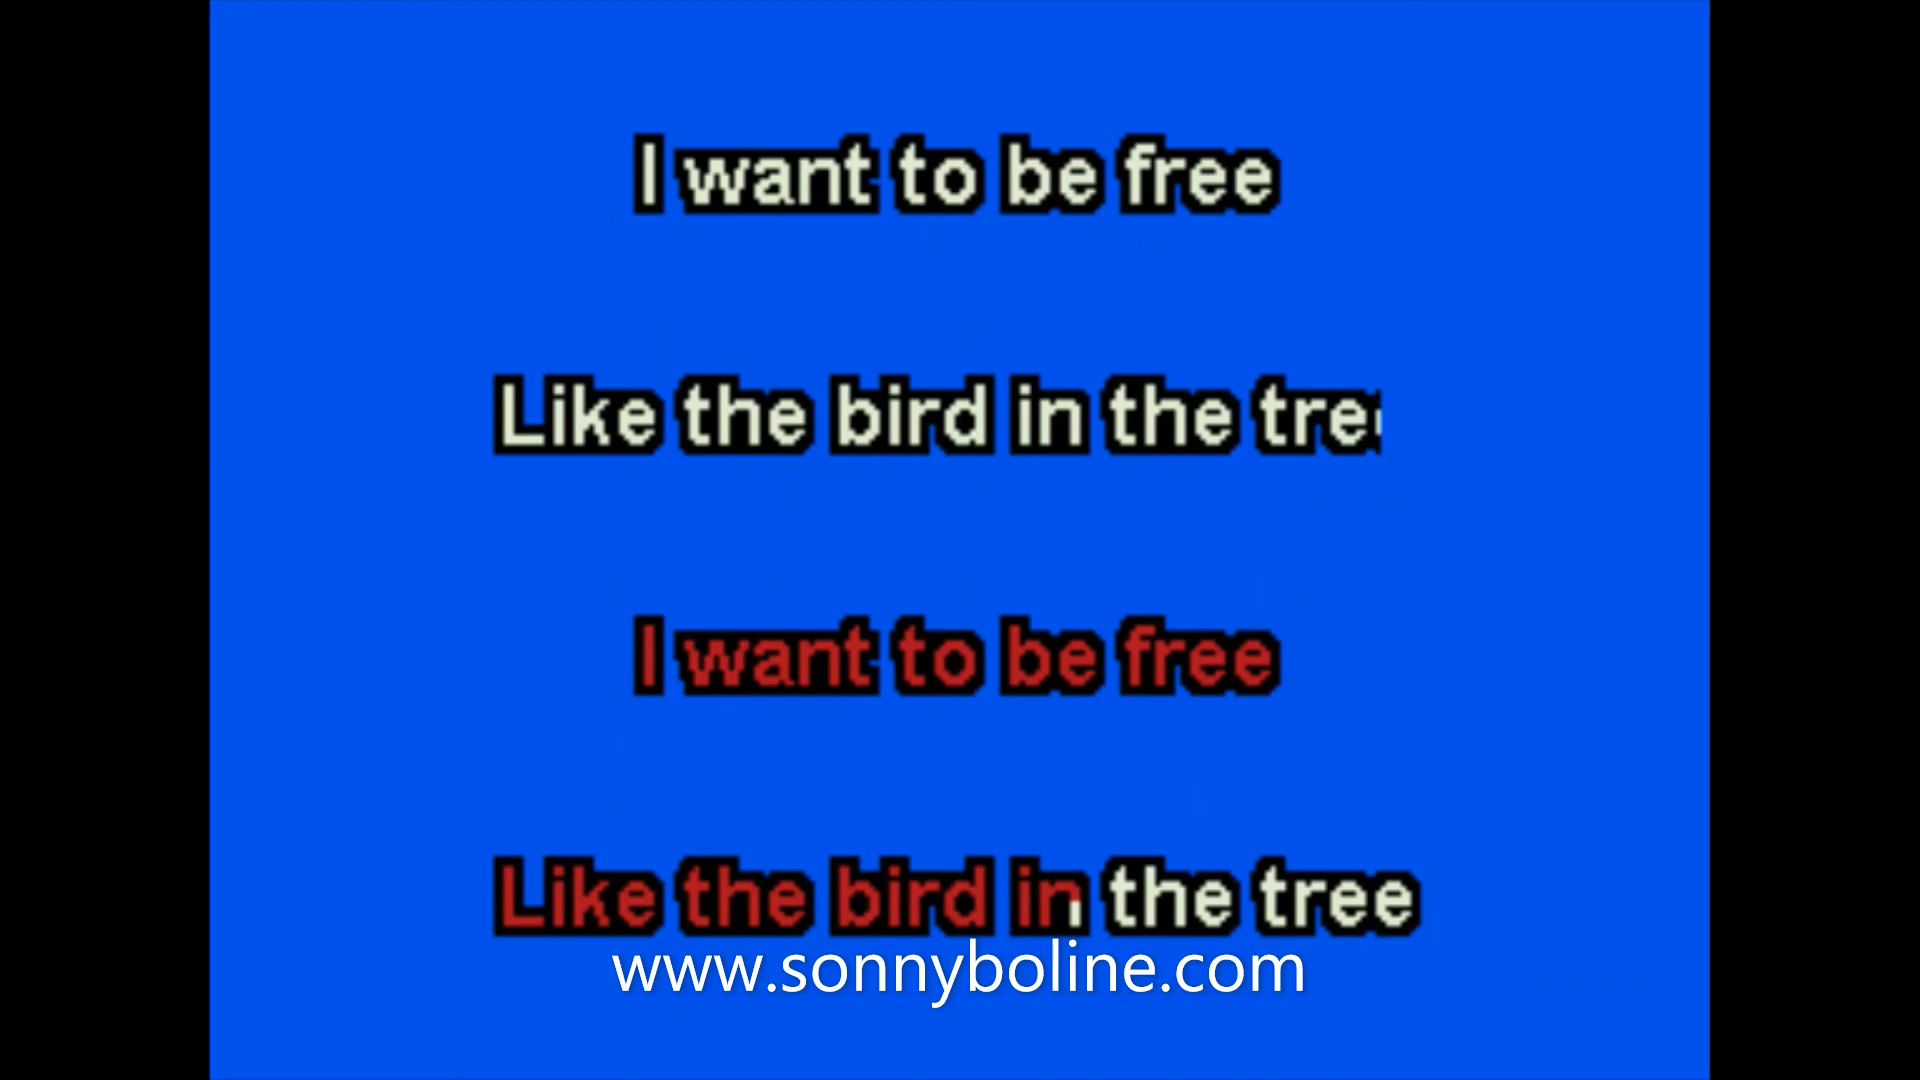 I want to be free
Like the bird in the tre
I want to be free
Like the bird in the tree
www.sonnyboline.com